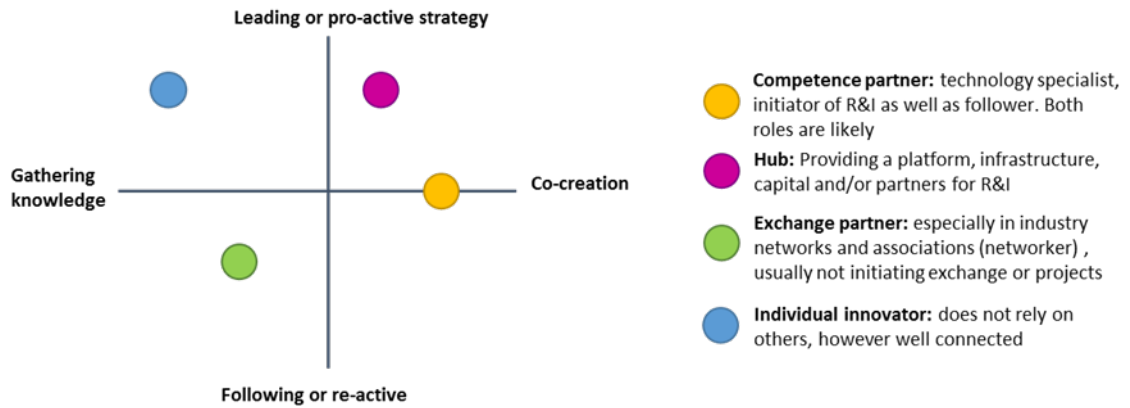 Leading or pro-active strategy
Gathering
knowledge
Co-creation
Following or re-active
Competence partner: technology specialist,
initiator of R&I as well as follower. Both
roles are likely
Hub: Providing a platform, infrastructure,
capital and/or partners for R&I
Exchange partner: especially in industry
networks and associations (networker) ,
usually not initiating exchange or projects
Individual innovator: does not rely on
others, however well connected